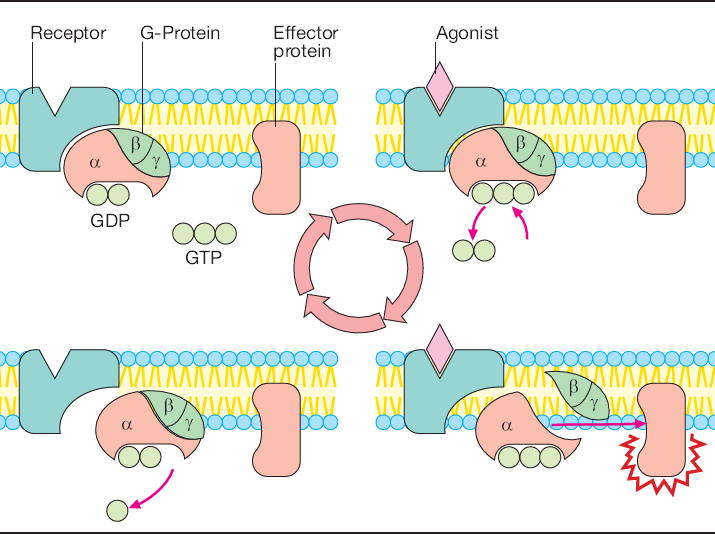 Receptor
G-Protein
Effector
protein
Agonist
α
β
γ
GDP
GTP
α
β
γ
α
β
γ
α
β
γ